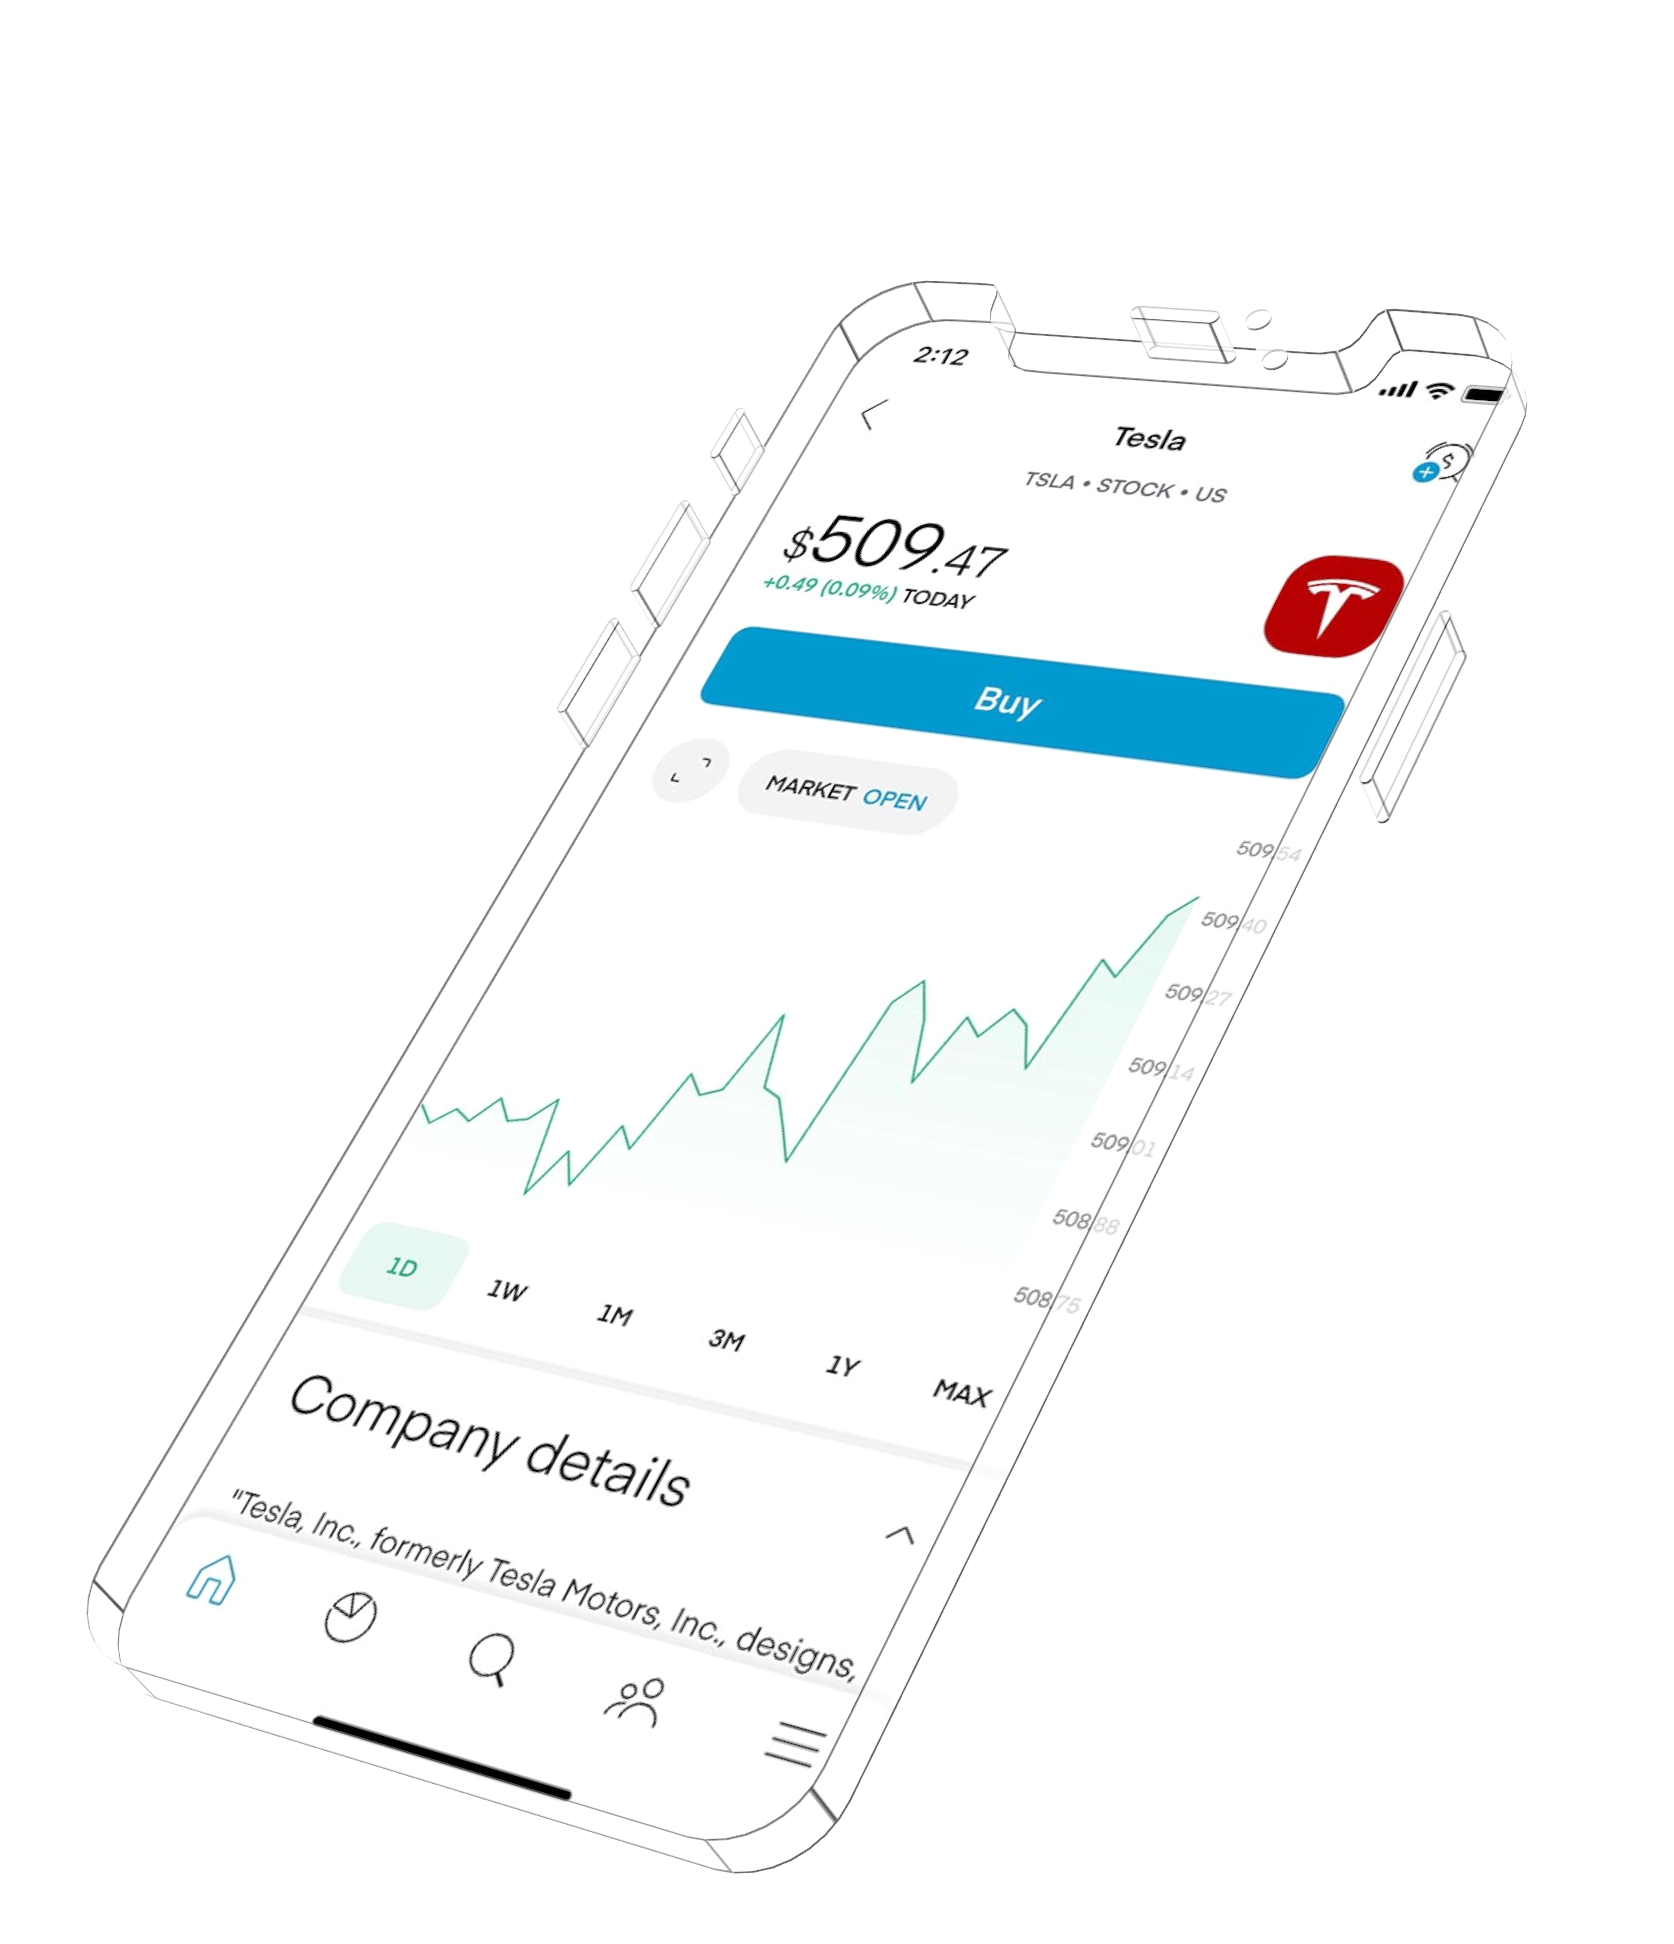 2:12
Tesla
TSLA • STOCK • US
$509.47
+0.49 (0.09%) TODAY
Buy
MARKET OPEN
509.54
509.40
509.27
509.14
509.01
508.88
508.75
1D 1W 1M 3M 1Y MAX
Company details
"Tesla, Inc., formerly Tesla Motors, Inc., designs,